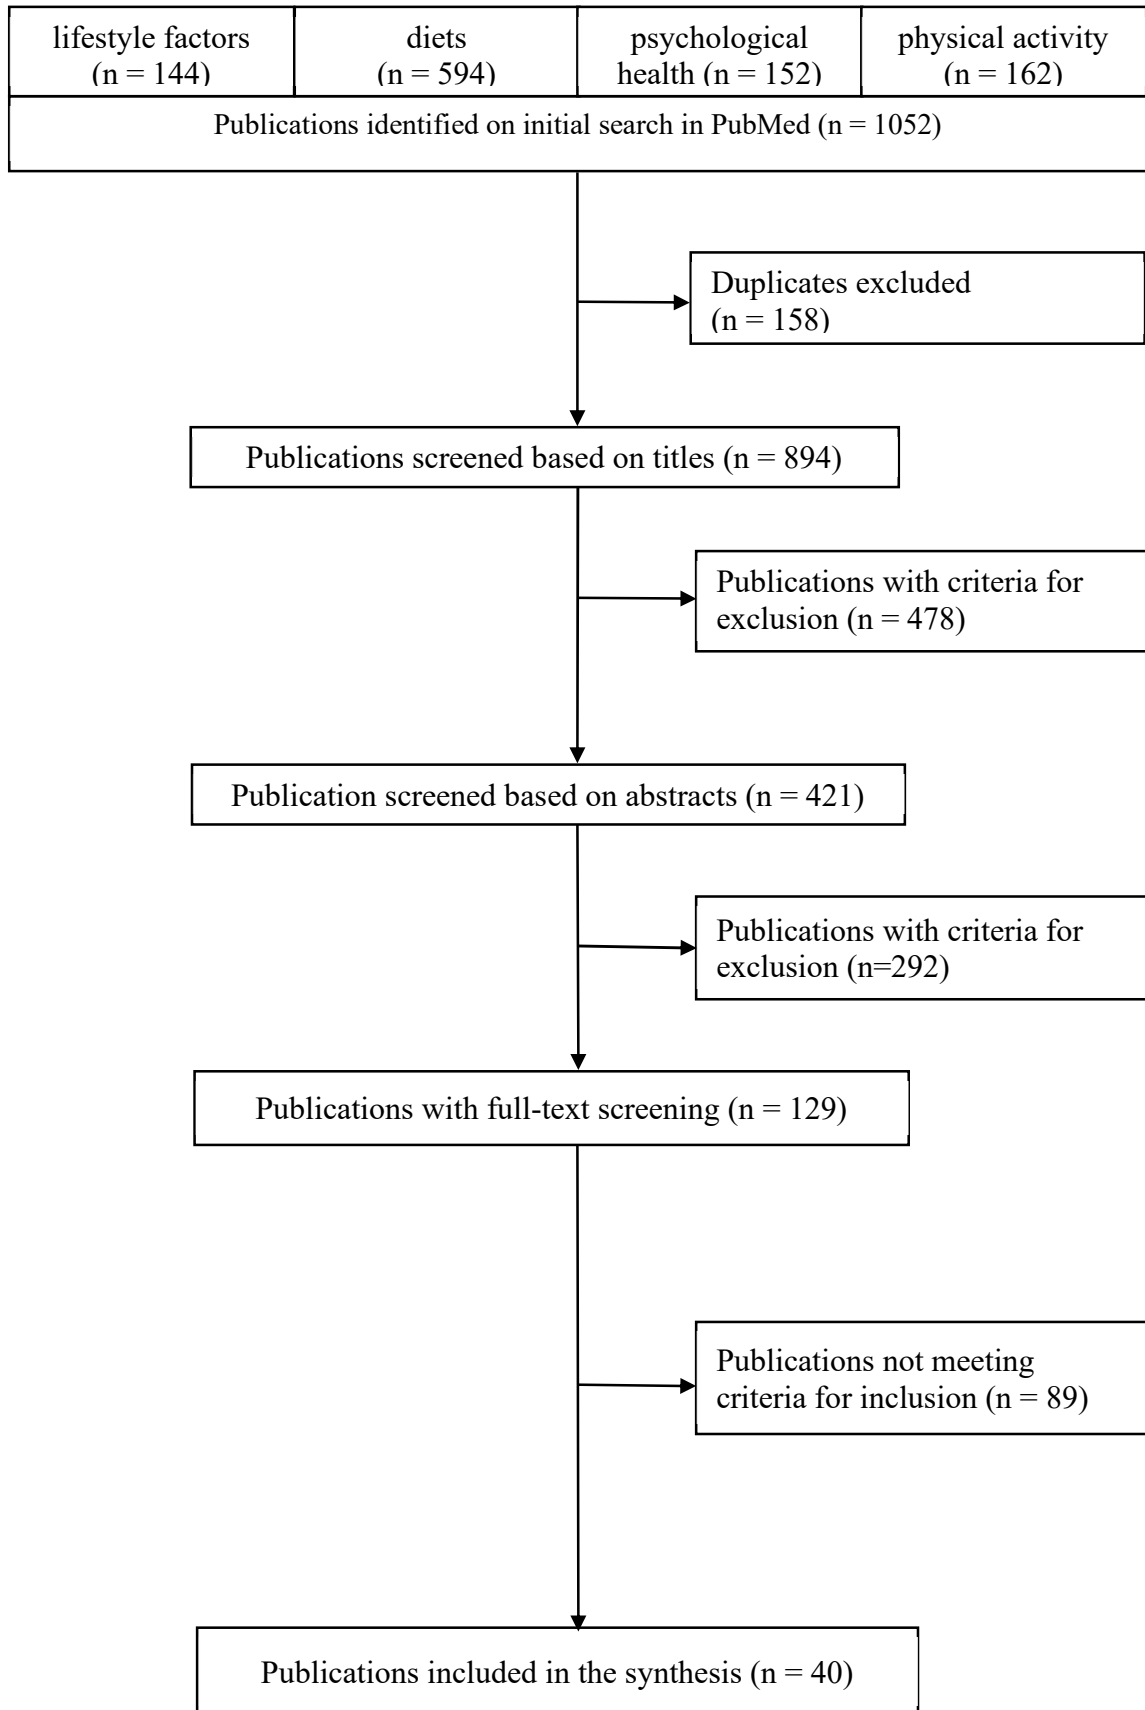 lifestyle factors
(n = 144)
diets
(n = 594)
psychological
health (n = 152)
physical activity
(n = 162)
Publications identified on initial search in PubMed (n = 1052)
Duplicates excluded
(n = 158)
Publications screened based on titles (n = 894)
Publications with criteria for
exclusion (n = 478)
Publication screened based on abstracts (n = 421)
Publications with criteria for
exclusion (n=292)
Publications with full-text screening (n = 129)
Publications not meeting
criteria for inclusion (n = 89)
Publications included in the synthesis (n = 40)